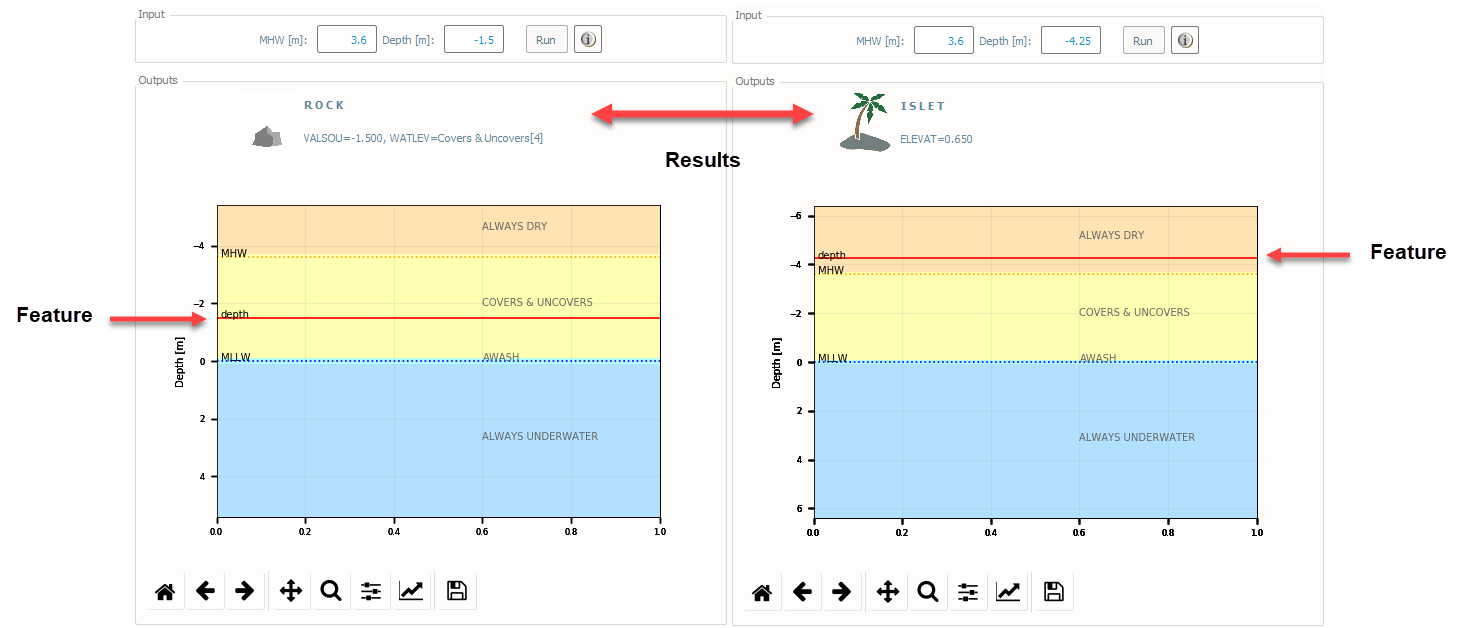 Input
MHW [m]: 3.6 Depth [m]: -1.5 Run
Outputs
ROCK
VALSOU=-1.500, WATLEV=Covers & Uncovers[4]
ALWAYS DRY
−4
MHW
−2
COVERS & UNCOVERS
depth
MLLW
AWASH
0
Depth [m]
2
ALWAYS UNDERWATER
4
0.0 0.2 0.4 0.6 0.8 1.0
Feature
Results
Input
MHW [m]: 3.6 Depth [m]: -4.25 Run
Outputs
ISLET
ELEVAT=0.650
−6
ALWAYS DRY
depth
−4
MHW
−2
COVERS & UNCOVERS
MLLW
AWASH
0
Depth [m]
2
ALWAYS UNDERWATER
4
6
0.0 0.2 0.4 0.6 0.8 1.0
Feature